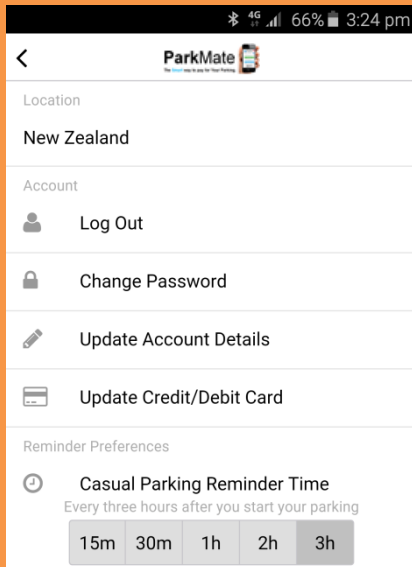 4G 66% 3:24 pm
ParkMate
Location
New Zealand
Account
Log Out
Change Password
Update Account Details
Update Credit/Debit Card
Reminder Preferences
Casual Parking Reminder Time
Every three hours after you start your parking
15m 30m 1h 2h 3h